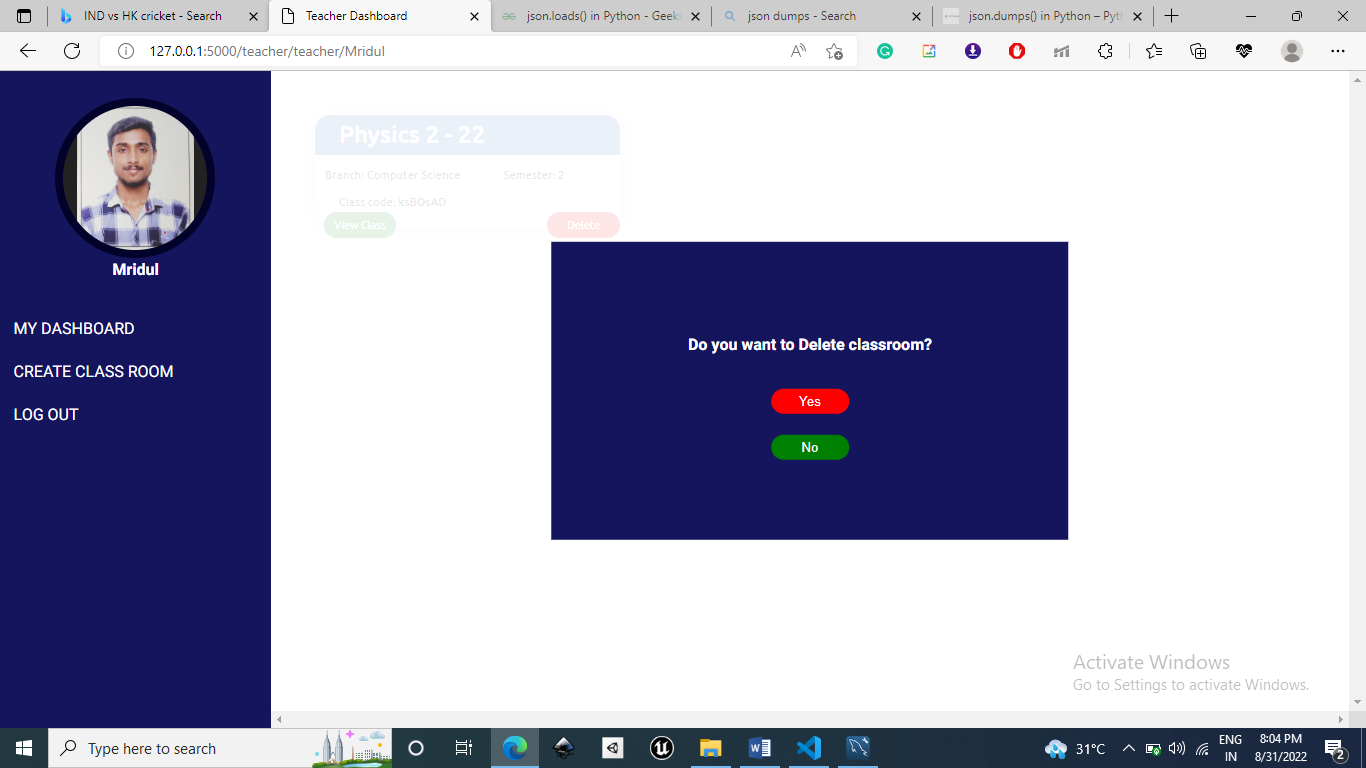 IND vs HK cricket - Search
Teacher Dashboard
json.loads() in Python - Geeks
json dumps - Search
json.dumps() in Python – Pyth
127.0.0.1:5000/teacher/teacher/Mridul
Mridul
MY DASHBOARD
CREATE CLASS ROOM
LOG OUT
Physics 2 - 22
Branch: Computer Science Semester: 2
Class code: ksBOsAD
View Class Delete
Do you want to Delete classroom?
Yes
No
Activate Windows
Go to Settings to activate Windows.
Type here to search
31°C
ENG
IN
8:04 PM
8/31/2022
2